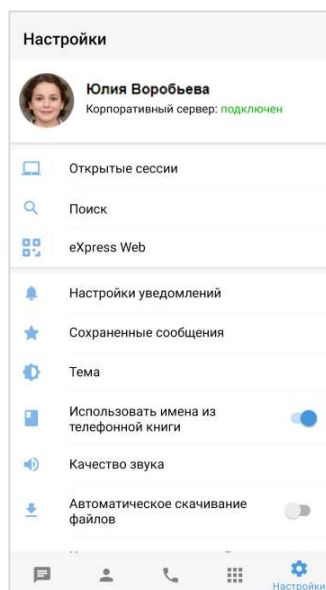 Настройки
Юлия Воробьева
Корпоративный сервер: подключен
Открытые сессии
Поиск
eXpress Web
Настройки уведомлений
Сохраненные сообщения
Тема
Использовать имена из
телефонной книги
Качество звука
Автоматическое скачивание
файлов
Настройки